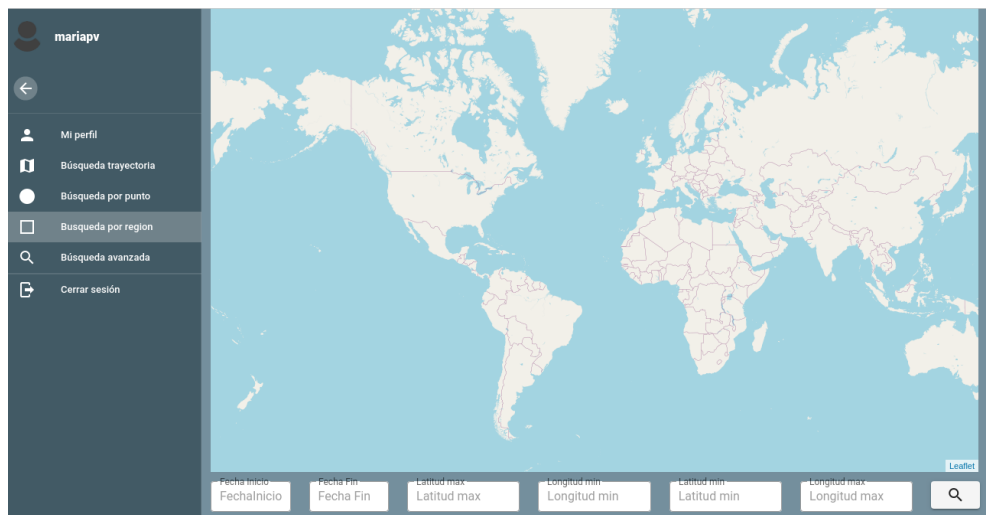 mariapv
Mi perfil
Búsqueda trayectoria
Búsqueda por punto
Busqueda por region
Búsqueda avanzada
Cerrar sesión
Leaflet
Fecha Inicio
Fecha Fin
Latitud max
Longitud min
Latitud min
Longitud max
FechaInicio
Fecha Fin
Latitud max
Longitud min
Latitud min
Longitud max